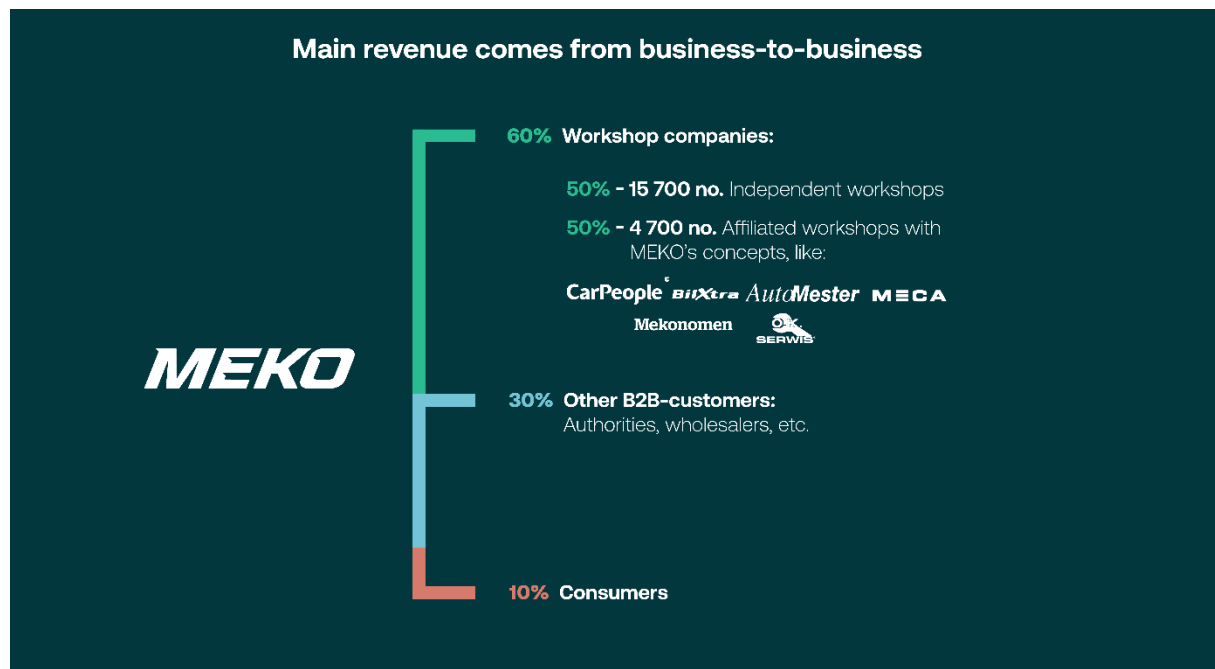 Main revenue comes from business-to-business
60% Workshop companies:
50% - 15 700 no. Independent workshops
50% - 4 700 no. Affiliated workshops with
MEKO's concepts, like:
CarPeople BilXtra AutoMester MECA
Mekonomen O.K. SERWIS
MEKO
30% Other B2B-customers:
Authorities, wholesalers, etc.
10% Consumers